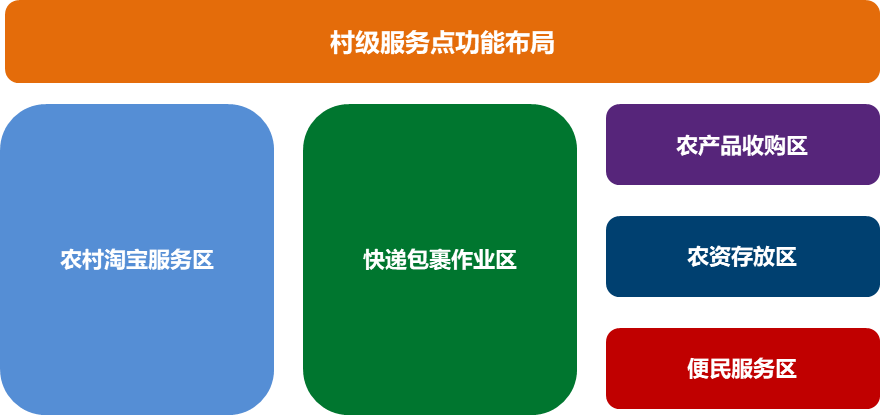 村级服务点功能布局
农村淘宝服务区
快递包裹作业区
农产品收购区
农资存放区
便民服务区